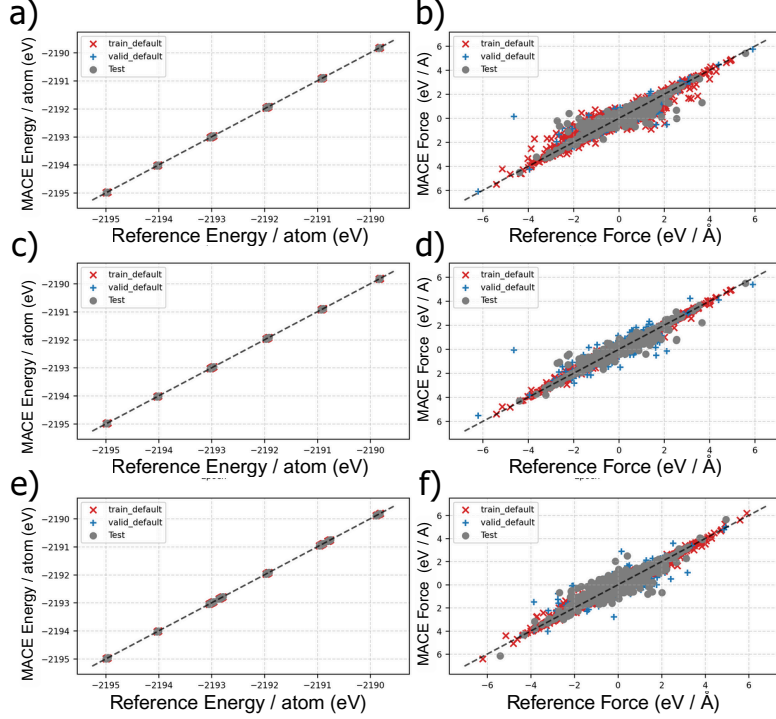 a)
MACE Energy / atom (eV)
−2190
−2191
−2192
−2193
−2194
−2195
train_default
valid_default
Test
−2195 −2194 −2193 −2192 −2191 −2190
Reference Energy / atom (eV)
b)
MACE Force (eV / A)
6
4
2
0
2
4
6
train_default
valid_default
Test
−6 −4 −2 0 2 4 6
Reference Force (eV / Å)
c)
MACE Energy / atom (eV)
−2190
−2191
−2192
−2193
−2194
−2195
train_default
valid_default
Test
−2195 −2194 −2193 −2192 −2191 −2190
Reference Energy / atom (eV)
d)
MACE Force (eV / A)
6
4
2
0
2
4
6
train_default
valid_default
Test
−6 −4 −2 0 2 4 6
Reference Force (eV / Å)
e)
MACE Energy / atom (eV)
−2190
−2191
−2192
−2193
−2194
−2195
train_default
valid_default
Test
−2195 −2194 −2193 −2192 −2191 −2190
Reference Energy / atom (eV)
f)
MACE Force (eV / A)
6
4
2
0
2
4
6
train_default
valid_default
Test
−6 −4 −2 0 2 4 6
Reference Force (eV / Å)